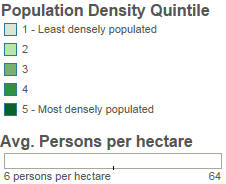 Population Density Quintile
1 - Least densely populated
2
3
4
5 - Most densely populated
Avg. Persons per hectare
6 persons per hectare 64